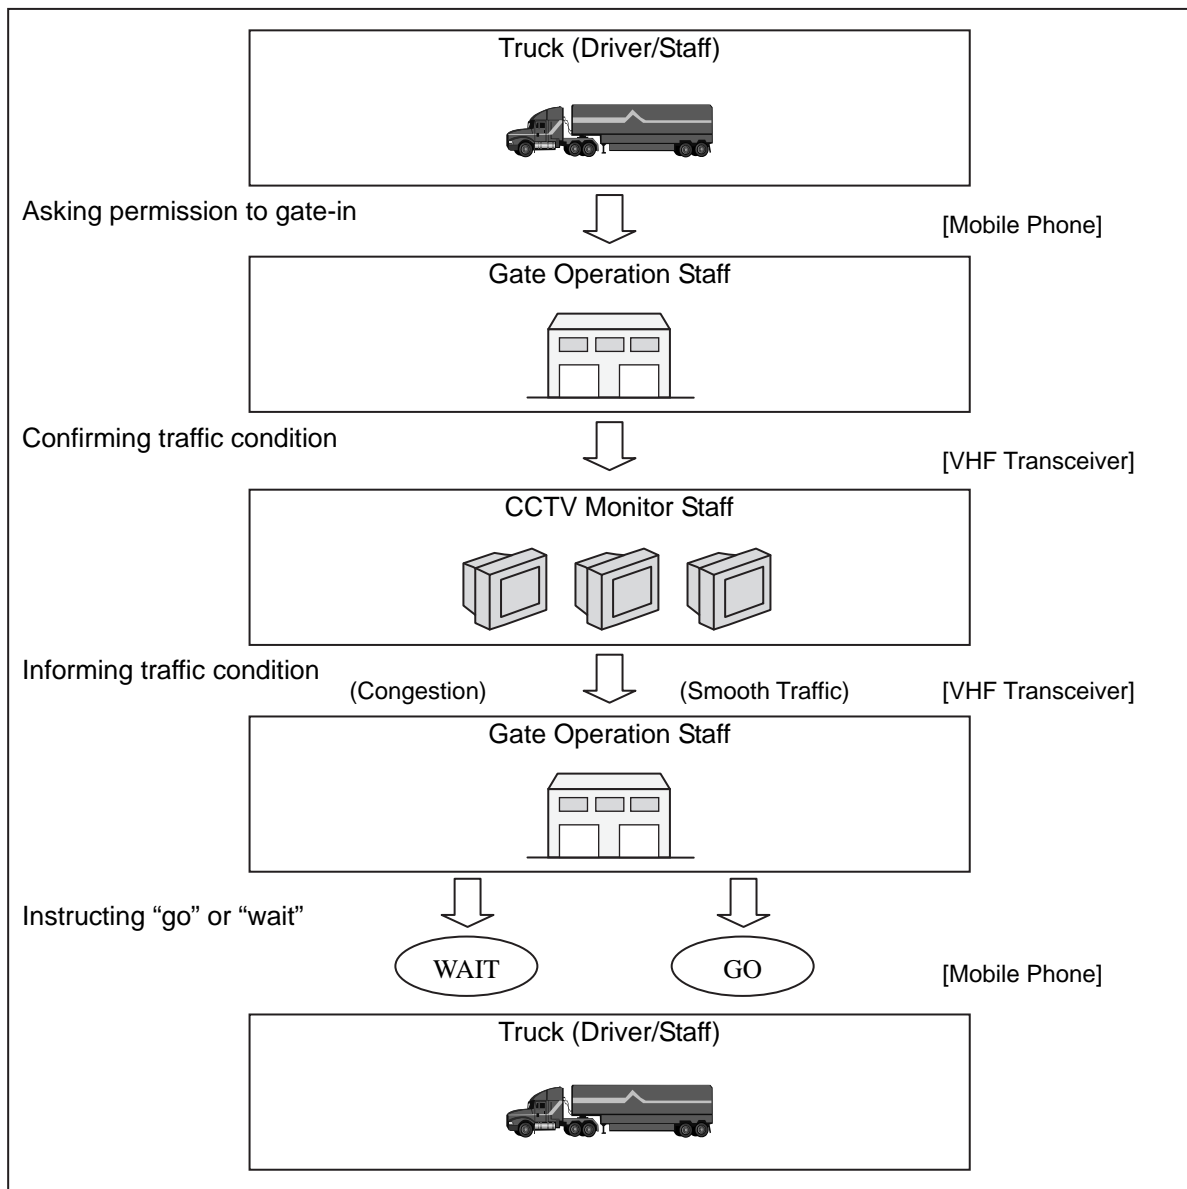 Truck (Driver/Staff)
Asking permission to gate-in
[Mobile Phone]
Gate Operation Staff
Confirming traffic condition
[VHF Transceiver]
CCTV Monitor Staff
Informing traffic condition
(Congestion)
(Smooth Traffic)
[VHF Transceiver]
Gate Operation Staff
Instructing “go” or “wait”
WAIT
GO
[Mobile Phone]
Truck (Driver/Staff)